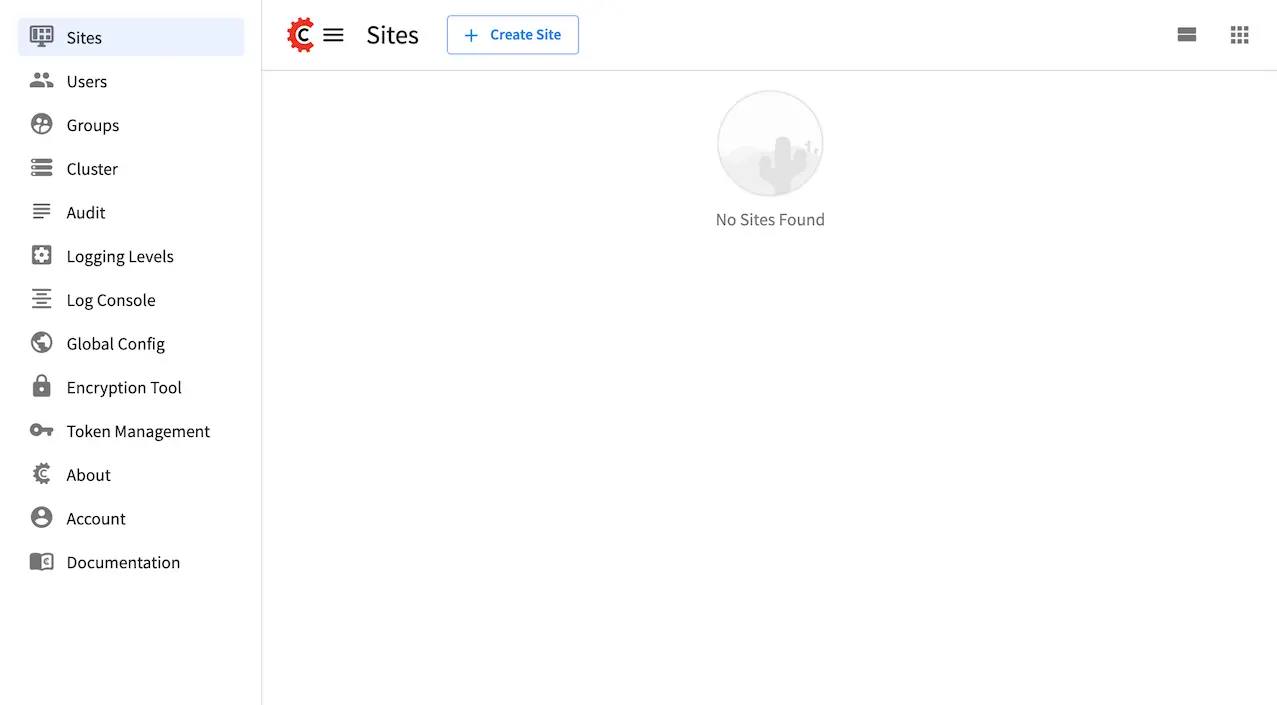 Sites
Users
Groups
Cluster
Audit
Logging Levels
Log Console
Global Config
Encryption Tool
Token Management
About
Account
Documentation
Sites
Create Site
No Sites Found